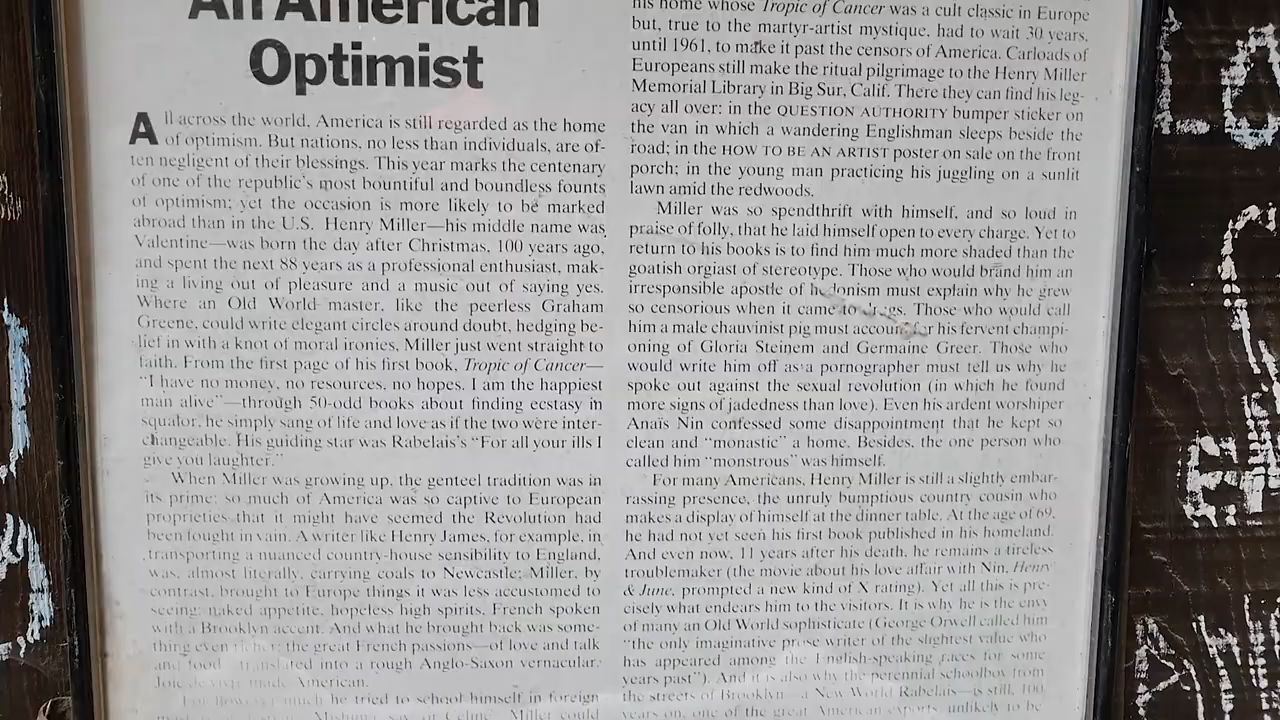 An American
Optimist
All across the world, America is still regarded as the home
of optimism. But nations, no less than individuals, are of-
ten negligent of their blessings. This year marks the centenary
of one of the republic's most bountiful and boundless founts
of optimism; yet the occasion is more likely to be marked
abroad than in the U.S. Henry Miller—his middle name was
Valentine—was born the day after Christmas, 100 years ago,
and spent the next 88 years as a professional enthusiast, mak-
ing a living out of pleasure and a music out of saying yes.
Where an Old World master, like the peerless Graham
Greene, could write elegant circles around doubt, hedging be-
lief in with a knot of moral ironies, Miller just went straight to
faith. From the first page of his first book, Tropic of Cancer—
"I have no money, no resources, no hopes. I am the happiest
man alive"—through 50-odd books about finding ecstasy in
squalor, he simply sang of life and love as if the two were inter-
changeable. His guiding star was Rabelais's "For all your ills I
give you laughter."
When Miller was growing up, the genteel tradition was in
its prime; so much of America was so captive to European
proprieties that it might have seemed the Revolution had
been fought in vain. A writer like Henry James, for example, in
transporting a nuanced country-house sensibility to England,
was, almost literally, carrying coals to Newcastle; Miller, by
contrast, brought to Europe things it was less accustomed to
seeing: naked appetite, hopeless high spirits, French spoken
with a Brooklyn accent. And what he brought back was some-
thing even richer: the great French passions—of love and talk
and food—translated into a rough Anglo-Saxon vernacular:
Joie de vivre made American.
For however much he tried to school himself in foreign
Miller could
his home whose Tropic of Cancer was a cult classic in Europe
but, true to the martyr-artist mystique, had to wait 30 years,
until 1961, to make it past the censors of America. Carloads of
Europeans still make the ritual pilgrimage to the Henry Miller
Memorial Library in Big Sur, Calif. There they can find his leg-
acy all over: in the QUESTION AUTHORITY bumper sticker on
the van in which a wandering Englishman sleeps beside the
road; in the HOW TO BE AN ARTIST poster on sale on the front
porch; in the young man practicing his juggling on a sunlit
lawn amid the redwoods.
Miller was so spendthrift with himself, and so loud in
praise of folly, that he laid himself open to every charge. Yet to
return to his books is to find him much more shaded than the
goatish orgiast of stereotype. Those who would brand him an
irresponsible apostle of hedonism must explain why he grew
so censorious when it came to drugs. Those who would call
him a male chauvinist pig must account for his fervent champi-
oning of Gloria Steinem and Germaine Greer. Those who
would write him off as a pornographer must tell us why he
spoke out against the sexual revolution (in which he found
more signs of jadedness than love). Even his ardent worshiper
Anaïs Nin confessed some disappointment that he kept so
clean and "monastic" a home. Besides, the one person who
called him "monstrous" was himself.
For many Americans, Henry Miller is still a slightly embar-
rassing presence, the unruly bumptious country cousin who
makes a display of himself at the dinner table. At the age of 69,
he had not yet seen his first book published in his homeland.
And even now, 11 years after his death, he remains a tireless
troublemaker (the movie about his love affair with Nin, Henry
& June, prompted a new kind of X rating). Yet all this is pre-
cisely what endears him to the visitors. It is why he is the envy
of many an Old World sophisticate (George Orwell called him
"the only imaginative prose writer of the slightest value who
has appeared among the English-speaking races for some
years past"). And it is also why the perennial schoolboy from
the streets of Brooklyn—a New World Rabelais—is still, 100
years on, one of the great American exports, unlikely to be